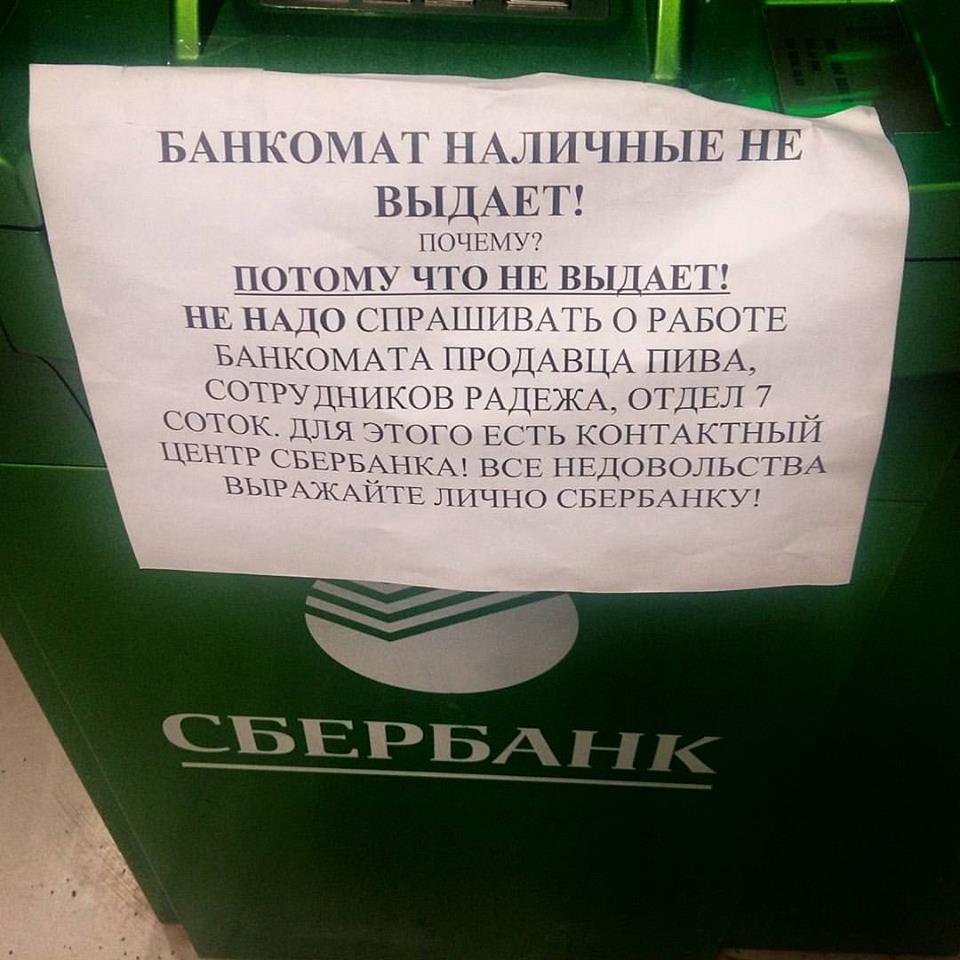 БАНКОМАТ НАЛИЧНЫЕ НЕ
ВЫДАЕТ!
ПОЧЕМУ?
ПОТОМУ ЧТО НЕ ВЫДАЕТ!
НЕ НАДО СПРАШИВАТЬ О РАБОТЕ
БАНКОМАТА ПРОДАВЦА ПИВА,
СОТРУДНИКОВ РАДЕЖА, ОТДЕЛ 7
СОТОК. ДЛЯ ЭТОГО ЕСТЬ КОНТАКТНЫЙ
ЦЕНТР СБЕРБАНКА! ВСЕ НЕДОВОЛЬСТВА
ВЫРАЖАЙТЕ ЛИЧНО СБЕРБАНКУ!
СБЕРБАНК